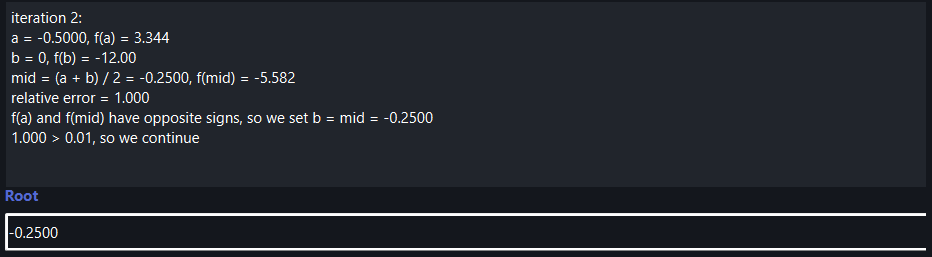 iteration 2:
a = -0.5000, f(a) = 3.344
b = 0, f(b) = -12.00
mid = (a + b) / 2 = -0.2500, f(mid) = -5.582
relative error = 1.000
f(a) and f(mid) have opposite signs, so we set b = mid = -0.2500
1.000 > 0.01, so we continue
Root
-0.2500